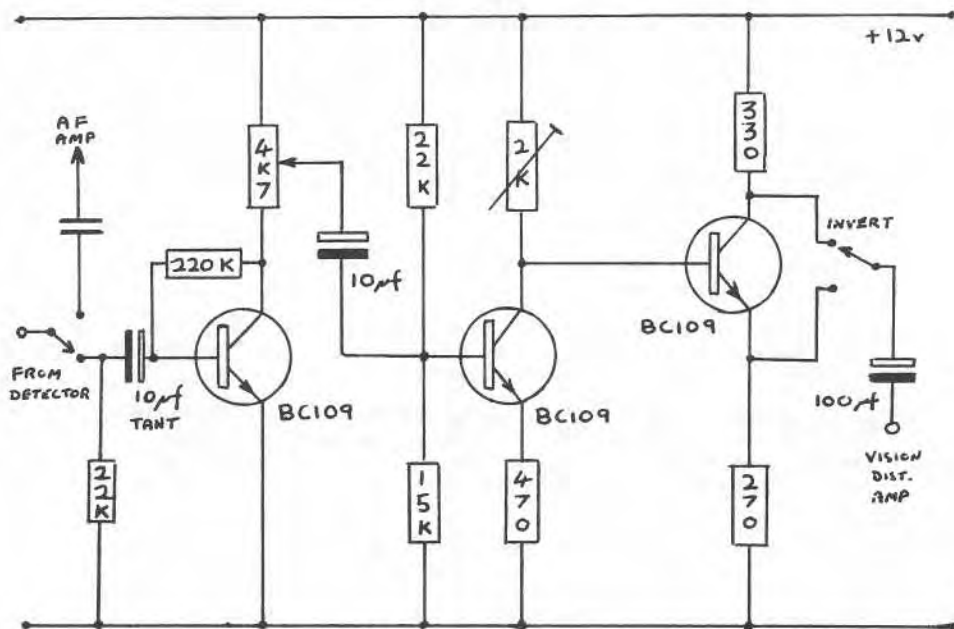 +12v
AF
AMP
4K7
22K
2K
330
INVERT
220K
10µf
BC109
FROM
DETECTOR
10µf
TANT
BC109
BC109
100µf
VISION
DIST.
AMP
22K
15K
470
270